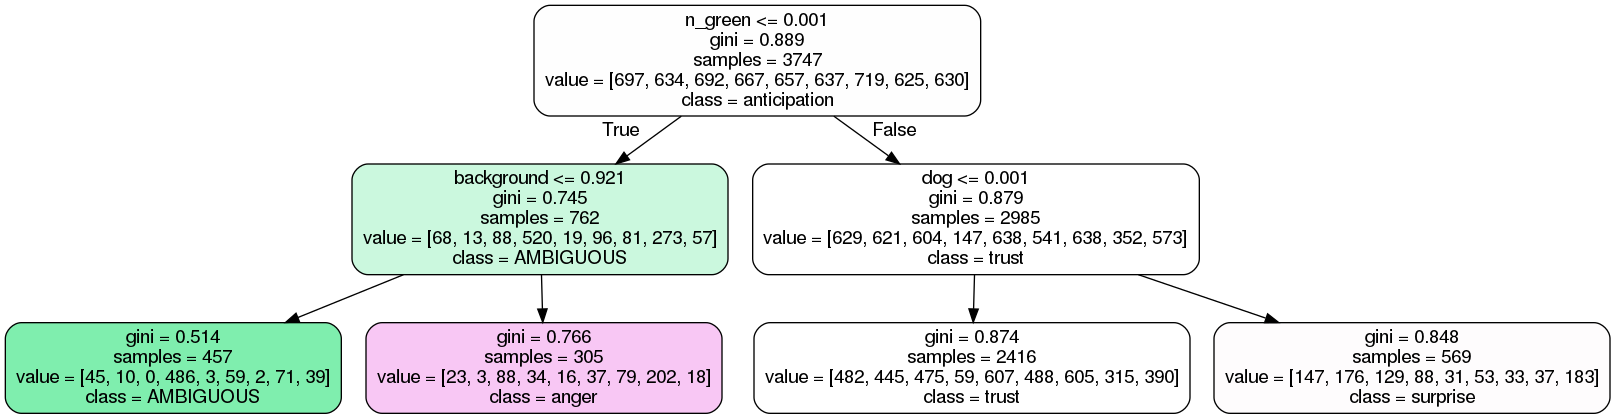 n_green <= 0.001
gini = 0.889
samples = 3747
value = [697, 634, 692, 667, 657, 637, 719, 625, 630]
class = anticipation
True
False
background <= 0.921
gini = 0.745
samples = 762
value = [68, 13, 88, 520, 19, 96, 81, 273, 57]
class = AMBIGUOUS
dog <= 0.001
gini = 0.879
samples = 2985
value = [629, 621, 604, 147, 638, 541, 638, 352, 573]
class = trust
gini = 0.514
samples = 457
value = [45, 10, 0, 486, 3, 59, 2, 71, 39]
class = AMBIGUOUS
gini = 0.766
samples = 305
value = [23, 3, 88, 34, 16, 37, 79, 202, 18]
class = anger
gini = 0.874
samples = 2416
value = [482, 445, 475, 59, 607, 488, 605, 315, 390]
class = trust
gini = 0.848
samples = 569
value = [147, 176, 129, 88, 31, 53, 33, 37, 183]
class = surprise